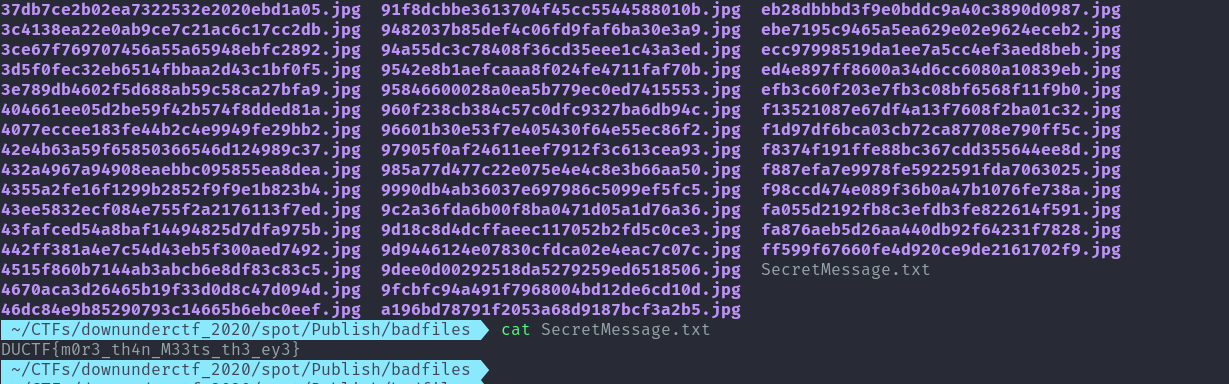 37db7ce2b02ea7322532e2020ebd1a05.jpg 91f8dcbbe3613704f45cc5544588010b.jpg eb28dbbbd3f9e0bddc9a40c3890d0987.jpg
3c4138ea22e0ab9ce7c21ac6c17cc2db.jpg 9482037b85def4c06fd9faf6ba30e3a9.jpg ebe7195c9465a5ea629e02e9624eceb2.jpg
3ce67f769707456a55a65948ebfc2892.jpg 94a55dc3c78408f36cd35eee1c43a3ed.jpg ecc97998519da1ee7a5cc4ef3aed8beb.jpg
3d5f0fec32eb6514fbbaa2d43c1bf0f5.jpg 9542e8b1aefcaaa8f024fe4711faf70b.jpg ed4e897ff8600a34d6cc6080a10839eb.jpg
3e789db4602f5d688ab59c58ca27bfa9.jpg 95846600028a0ea5b779ec0ed7415553.jpg efb3c60f203e7fb3c08bf6568f11f9b0.jpg
404661ee05d2be59f42b574f8dded81a.jpg 960f238cb384c57c0dfc9327ba6db94c.jpg f13521087e67df4a13f7608f2ba01c32.jpg
4077eccee183fe44b2c4e9949fe29bb2.jpg 96601b30e53f7e405430f64e55ec86f2.jpg f1d97df6bca03cb72ca87708e790ff5c.jpg
42e4b63a59f65850366546d124989c37.jpg 97905f0af24611eef7912f3c613cea93.jpg f8374f191ffe88bc367cdd355644ee8d.jpg
432a4967a94908eaebbc095855ea8dea.jpg 985a77d477c22e075e4e4c8e3b66aa50.jpg f887efa7e9978fe5922591fda7063025.jpg
4355a2fe16f1299b2852f9f9e1b823b4.jpg 9990db4ab36037e697986c5099ef5fc5.jpg f98ccd474e089f36b0a47b1076fe738a.jpg
43ee5832ecf084e755f2a2176113f7ed.jpg 9c2a36fda6b00f8ba0471d05a1d76a36.jpg fa055d2192fb8c3efdb3fe822614f591.jpg
43fafced54a8baf14494825d7dfa975b.jpg 9d18c8d4dcffaeec117052b2fd5c0ce3.jpg fa876aeb5d26aa440db92f64231f7828.jpg
442ff381a4e7c54d43eb5f300aed7492.jpg 9d9446124e07830cfdca02e4eac7c07c.jpg ff599f67660fe4d920ce9de2161702f9.jpg
4515f860b7144ab3abcb6e8df83c83c5.jpg 9dee0d00292518da5279259ed6518506.jpg SecretMessage.txt
4670aca3d26465b19f33d0d8c47d094d.jpg 9fcbfc94a491f7968004bd12de6cd10d.jpg
46dc84e9b85290793c14665b6ebc0eef.jpg a196bd78791f2053a68d9187bcf3a2b5.jpg
~/CTFs/downunderctf_2020/spot/Publish/badfiles cat SecretMessage.txt
DUCTF{m0r3_th4n_M33ts_th3_ey3}
~/CTFs/downunderctf_2020/spot/Publish/badfiles